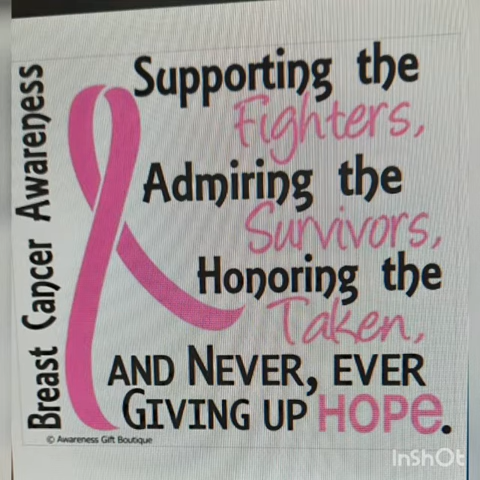 Breast Cancer Awareness
Supporting the
Fighters,
Admiring the
Survivors,
Honoring the
Taken,
AND NEVER, EVER
GIVING UP HOPe.
© Awareness Gift Boutique
InShOt